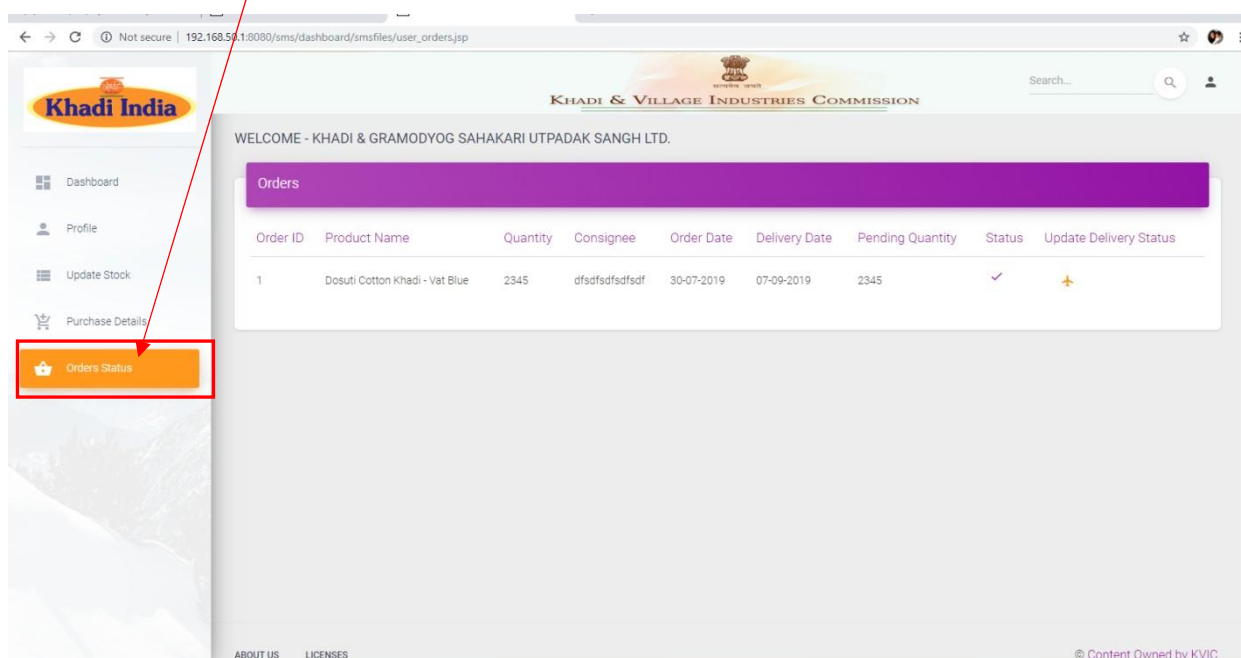 Not secure | 192.168.50.1:8080/sms/dashboard/smsfiles/user_orders.jsp
Khadi India
सत्यमेव जयते
KHADI & VILLAGE INDUSTRIES COMMISSION
Search...
WELCOME - KHADI & GRAMODYOG SAHAKARI UTPADAK SANGH LTD.
Dashboard
Profile
Update Stock
Purchase Details
Orders Status
Orders
Order ID Product Name Quantity Consignee Order Date Delivery Date Pending Quantity Status Update Delivery Status
1 Dosuti Cotton Khadi - Vat Blue 2345 dfsdfsdfsdfsdf 30-07-2019 07-09-2019 2345
ABOUT US LICENSES
© Content Owned by KVIC